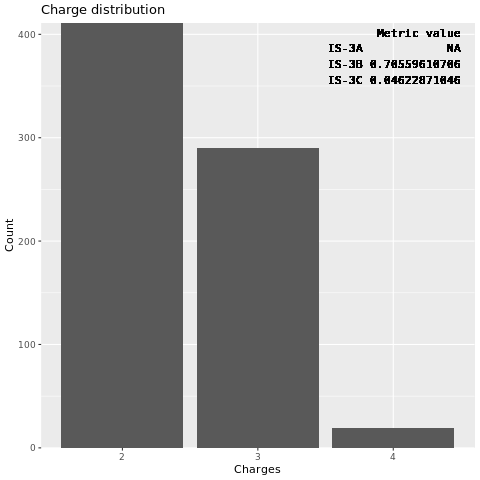 Charge distribution
Metric value
IS-3A NA
IS-3B 0.70559610706
IS-3C 0.04622871046
Count
400
300
200
100
0
2 3 4
Charges